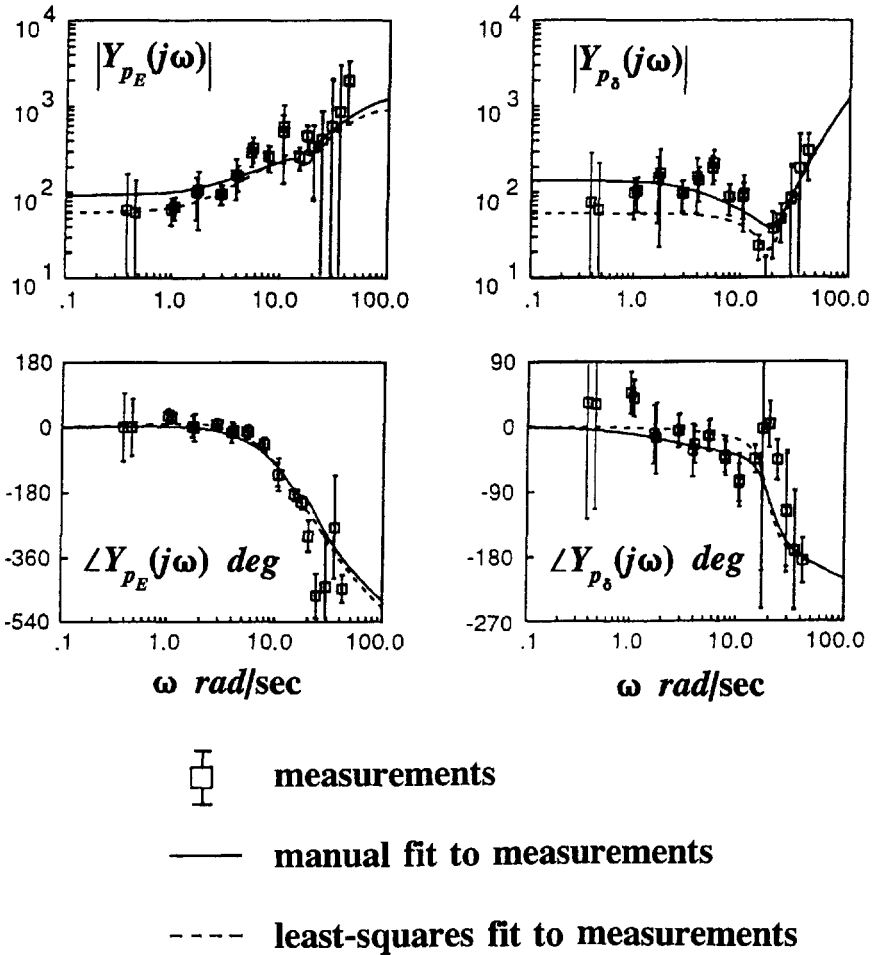 10^4
10^3
10^2
10^1
|Y_{p_E}(jω)|
.1 1.0 10.0 100.0
10^4
10^3
10^2
10^1
|Y_{p_δ}(jω)|
.1 1.0 10.0 100.0
180
0
-180
-360
-540
∠Y_{p_E}(jω) deg
.1 1.0 10.0 100.0
ω rad/sec
90
0
-90
-180
-270
∠Y_{p_δ}(jω) deg
.1 1.0 10.0 100.0
ω rad/sec
measurements
manual fit to measurements
least-squares fit to measurements